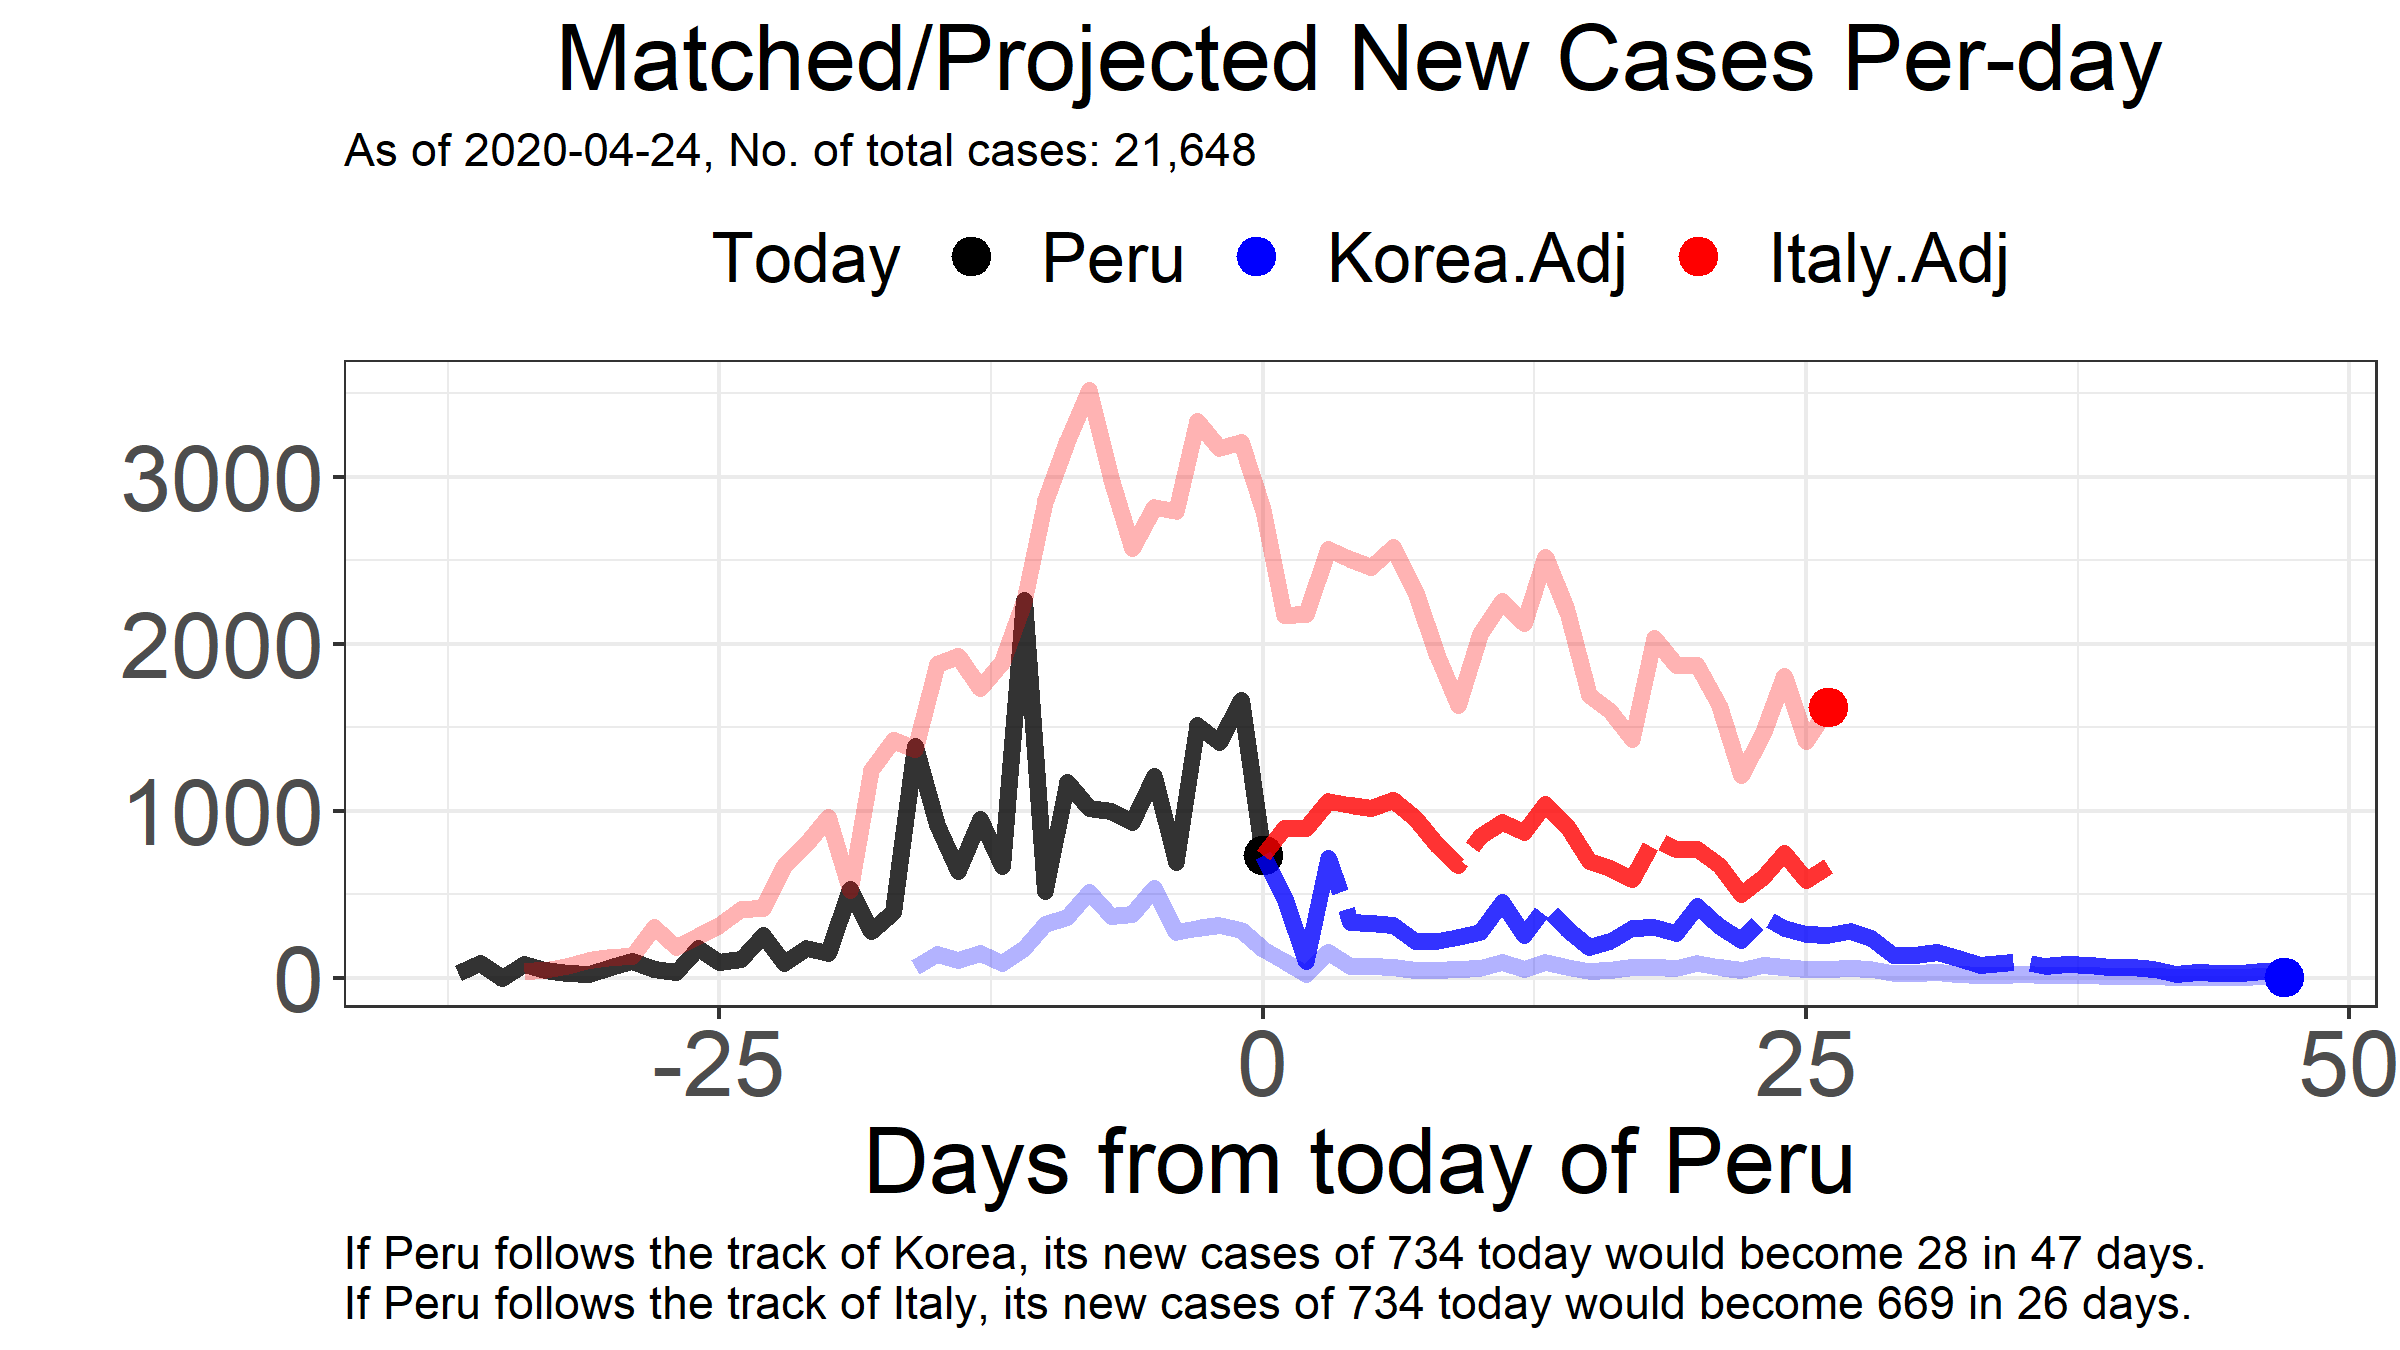 Matched/Projected New Cases Per-day
As of 2020-04-24, No. of total cases: 21,648
Today Peru Korea.Adj Italy.Adj
3000
2000
1000
0
-25 0 25 50
Days from today of Peru
If Peru follows the track of Korea, its new cases of 734 today would become 28 in 47 days.
If Peru follows the track of Italy, its new cases of 734 today would become 669 in 26 days.